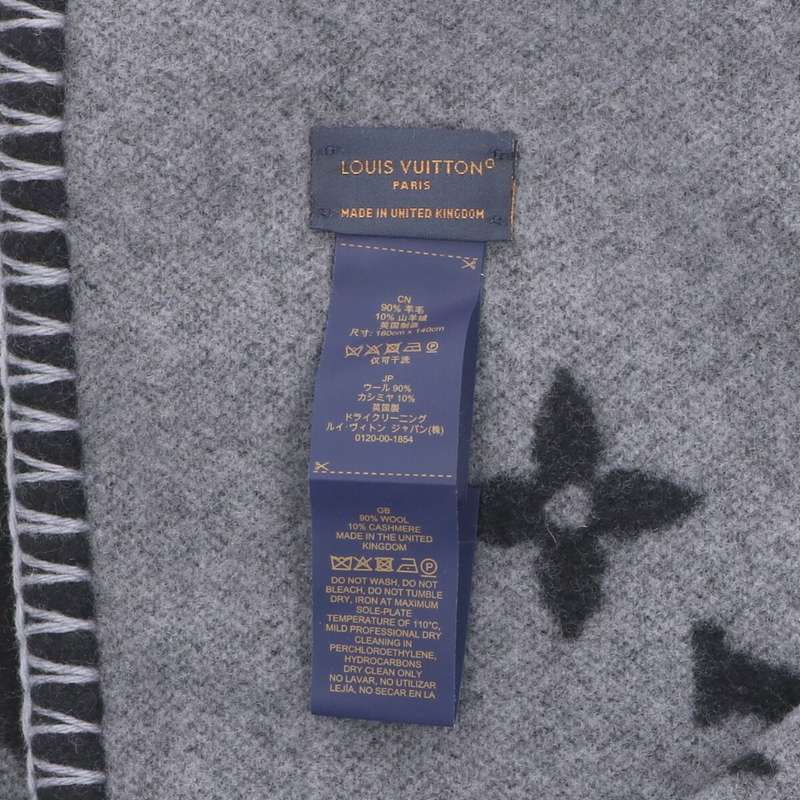 LOUIS VUITTON
PARIS
MADE IN UNITED KINGDOM
CN
90% 羊毛
10% 山羊绒
英国制造
尺寸: 180cm x 140cm
仅可干洗
JP
ウール 90%
カシミヤ 10%
英国製
ドライクリーニング
ルイ・ヴィトン ジャパン(株)
0120-00-1854
GB
90% WOOL
10% CASHMERE
MADE IN THE UNITED
KINGDOM
DO NOT WASH, DO NOT
BLEACH, DO NOT TUMBLE
DRY, IRON AT MAXIMUM
SOLE-PLATE
TEMPERATURE OF 110°C,
MILD PROFESSIONAL DRY
CLEANING IN
PERCHLOROETHYLENE,
HYDROCARBONS
DRY CLEAN ONLY
NO LAVAR, NO UTILIZAR
LEJÍA, NO SECAR EN LA